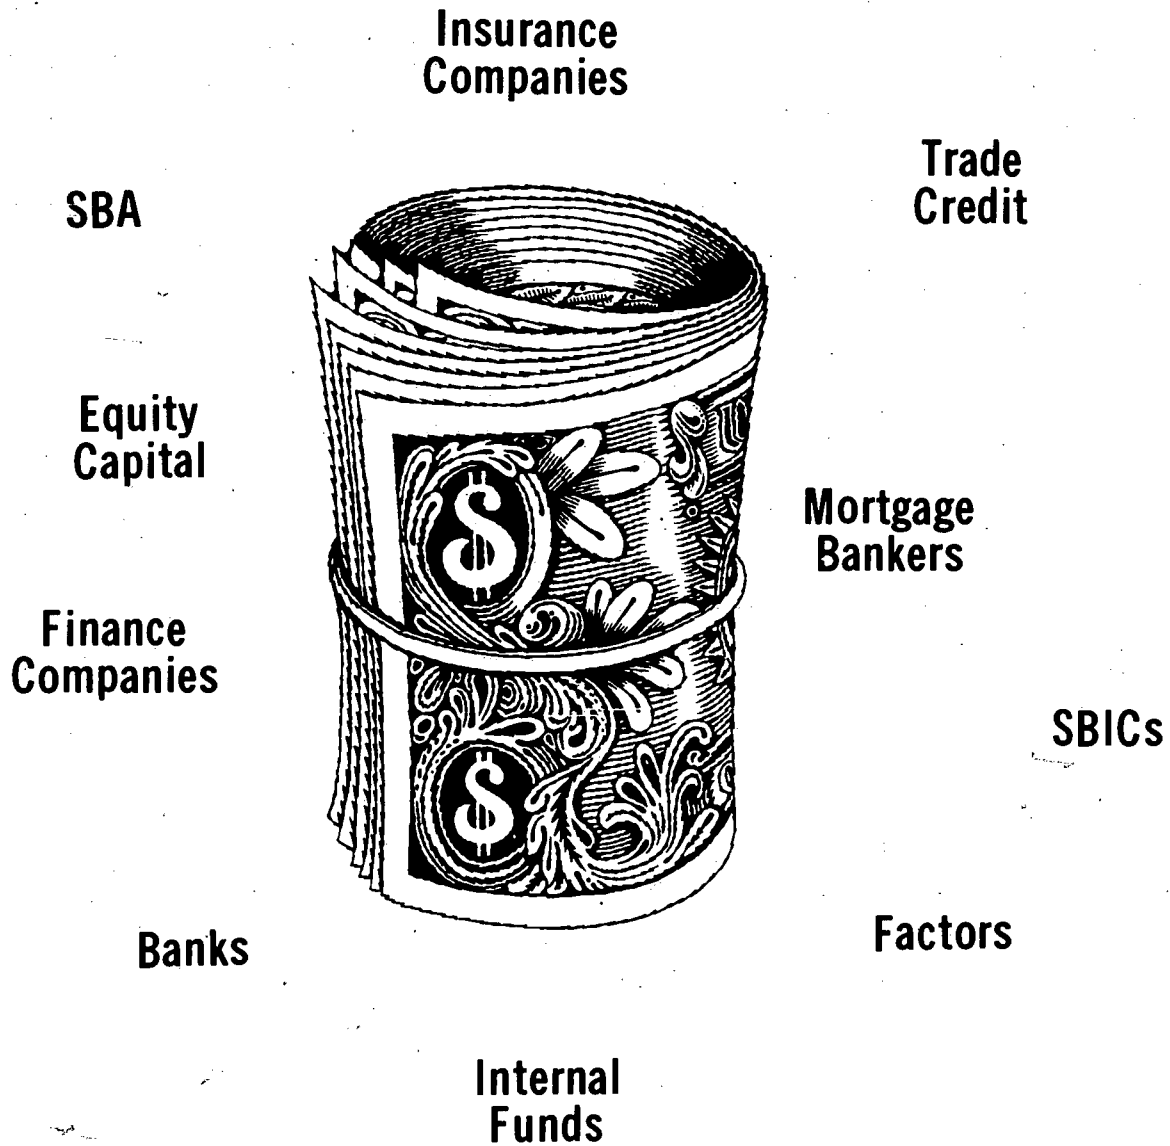 Insurance
Companies
Trade
Credit
SBA
Equity
Capital
Mortgage
Bankers
Finance
Companies
SBICs
Banks
Factors
Internal
Funds
$
$